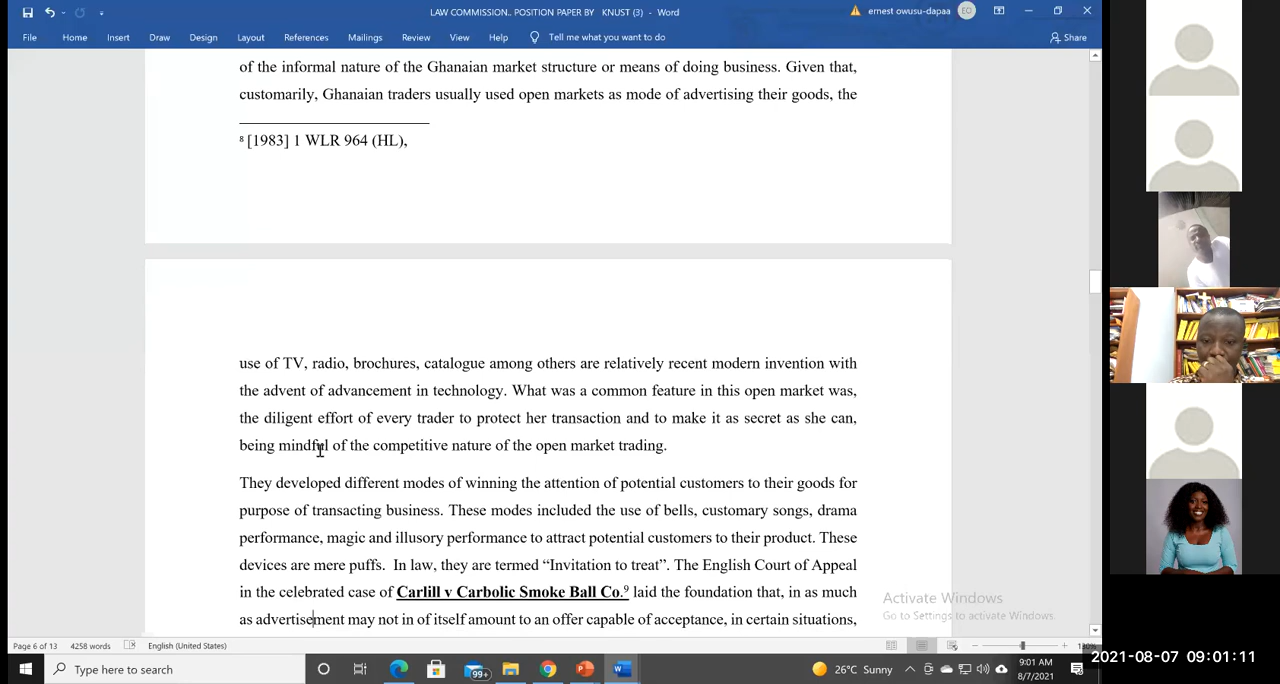 LAW COMMISSION.. POSITION PAPER BY KNUST (3) - Word
ernest owusu-dapaa
EO
File Home Insert Draw Design Layout References Mailings Review View Help Tell me what you want to do
Share
of the informal nature of the Ghanaian market structure or means of doing business. Given that,
customarily, Ghanaian traders usually used open markets as mode of advertising their goods, the
8 [1983] 1 WLR 964 (HL),
use of TV, radio, brochures, catalogue among others are relatively recent modern invention with
the advent of advancement in technology. What was a common feature in this open market was,
the diligent effort of every trader to protect her transaction and to make it as secret as she can,
being mindful of the competitive nature of the open market trading.
They developed different modes of winning the attention of potential customers to their goods for
purpose of transacting business. These modes included the use of bells, customary songs, drama
performance, magic and illusory performance to attract potential customers to their product. These
devices are mere puffs. In law, they are termed “Invitation to treat”. The English Court of Appeal
in the celebrated case of Carlill v Carbolic Smoke Ball Co.9 laid the foundation that, in as much
as advertisement may not in of itself amount to an offer capable of acceptance, in certain situations,
Activate Windows
Go to Settings to activate Windows.
Page 6 of 13 4258 words English (United States)
130%
Type here to search
99+
26°C Sunny
9:01 AM
8/7/2021
2021-08-07 09:01:11